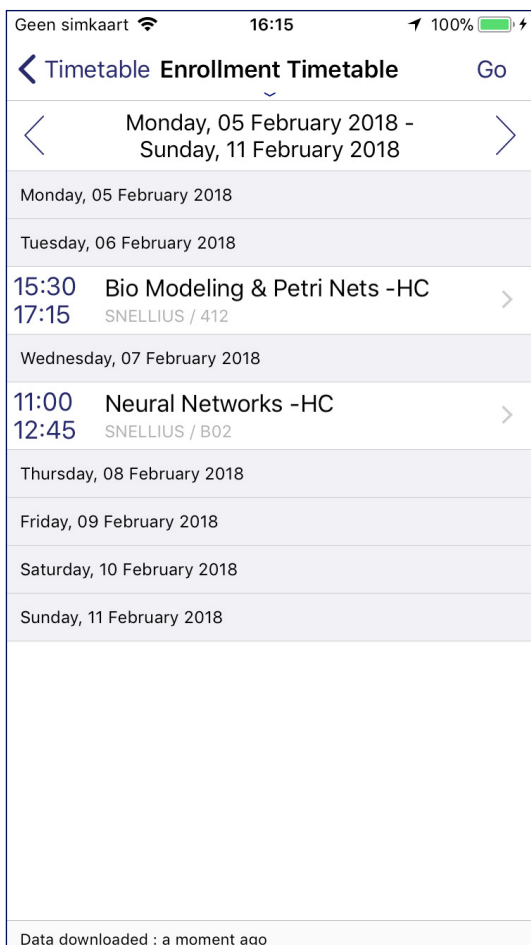 Geen simkaart 16:15 100%
Timetable Enrollment Timetable Go
Monday, 05 February 2018 -
Sunday, 11 February 2018
Monday, 05 February 2018
Tuesday, 06 February 2018
15:30 Bio Modeling & Petri Nets -HC
17:15 SNELLIUS / 412
Wednesday, 07 February 2018
11:00 Neural Networks -HC
12:45 SNELLIUS / B02
Thursday, 08 February 2018
Friday, 09 February 2018
Saturday, 10 February 2018
Sunday, 11 February 2018
Data downloaded : a moment ago